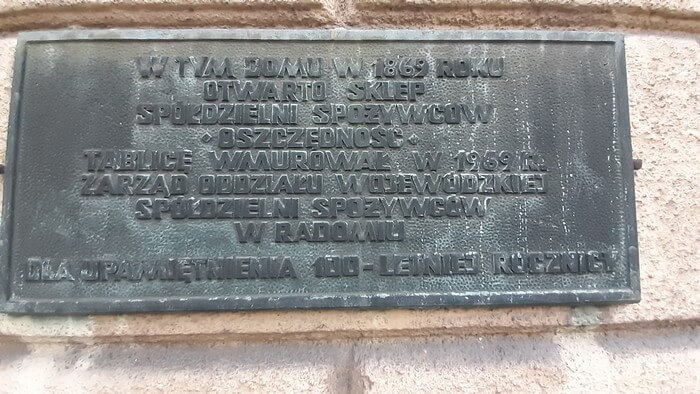 W TYM DOMU W 1869 ROKU
OTWARTO SKLEP
SPÓŁDZIELNI SPOŻYWCÓW
• OSZCZĘDNOŚĆ •
TABLICĘ WMUROWAŁ W 1969 R.
ZARZĄD ODDZIAŁU WOJEWÓDZKIEJ
SPÓŁDZIELNI SPOŻYWCÓW
W RADOMIU
DLA UPAMIĘTNIENIA 100-LETNIEJ ROCZNICY